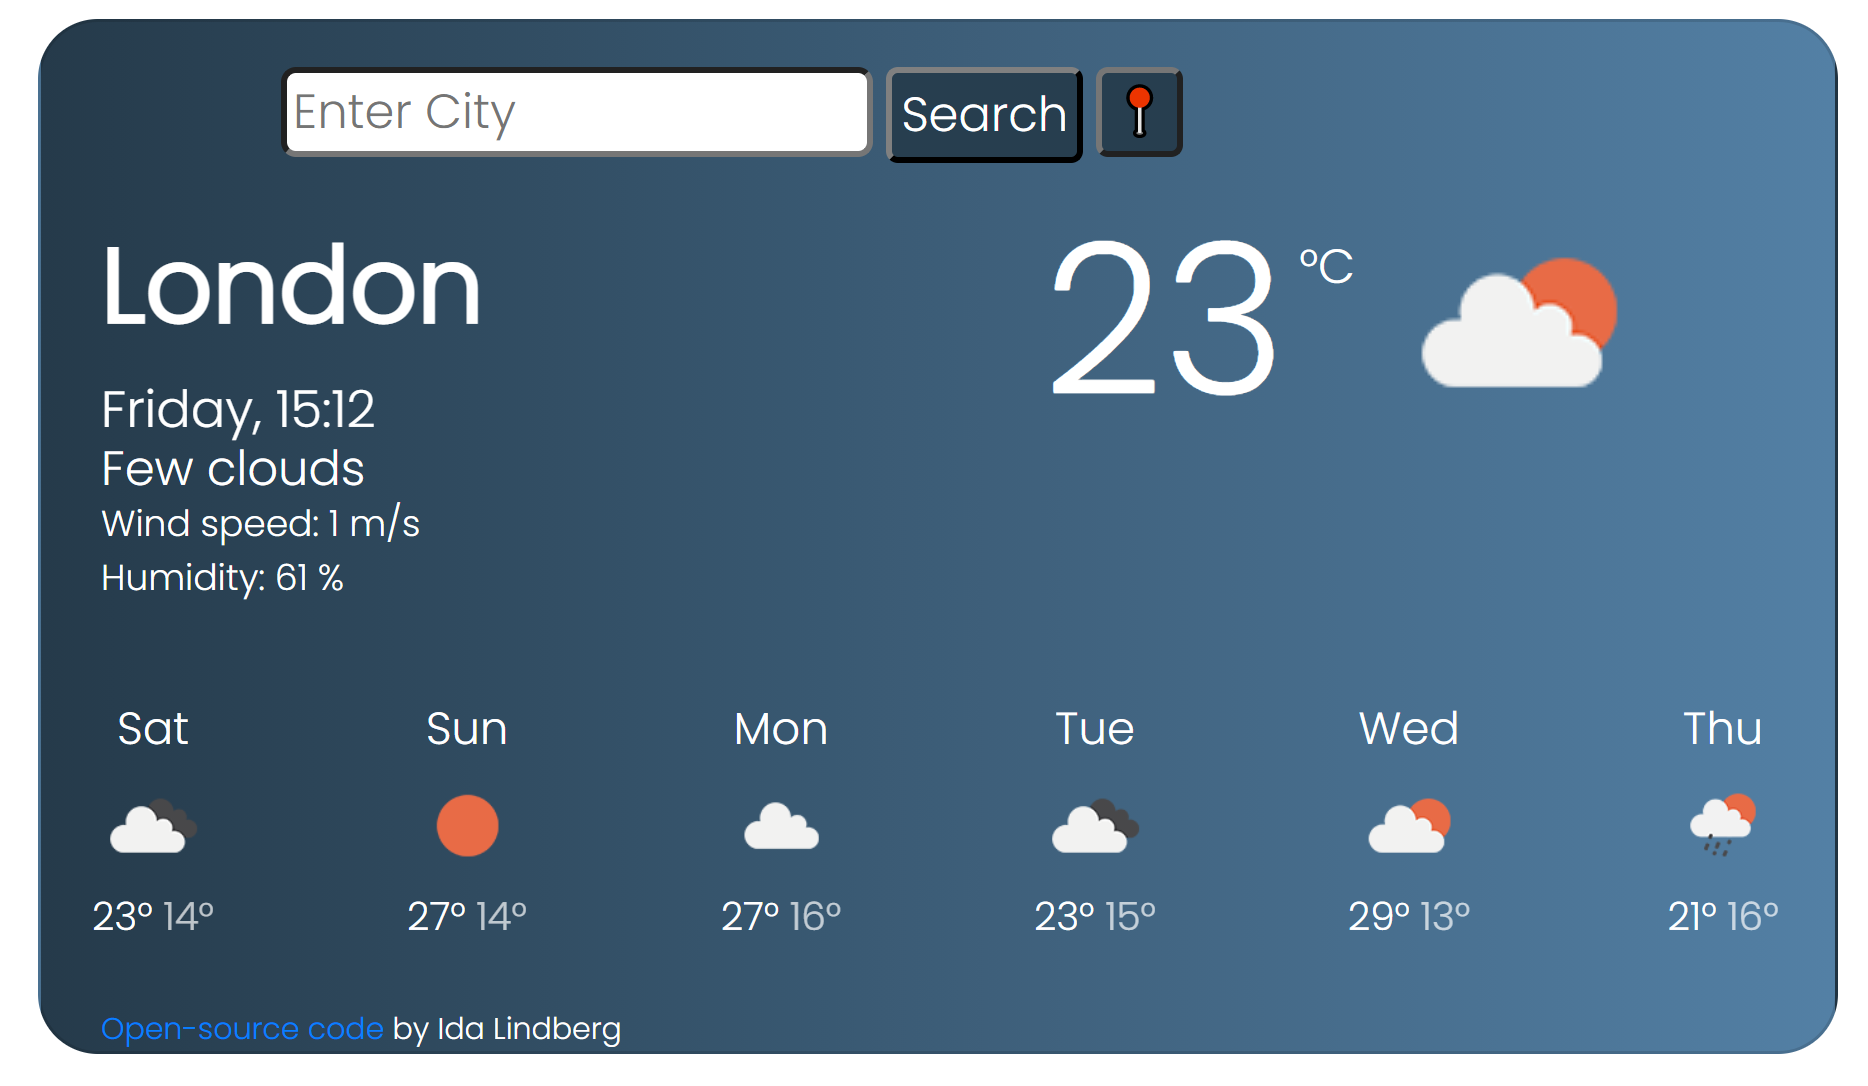 Enter City Search
London 23 °C
Friday, 15:12
Few clouds
Wind speed: 1 m/s
Humidity: 61 %
Sat Sun Mon Tue Wed Thu
23° 14° 27° 14° 27° 16° 23° 15° 29° 13° 21° 16°
Open-source code by Ida Lindberg